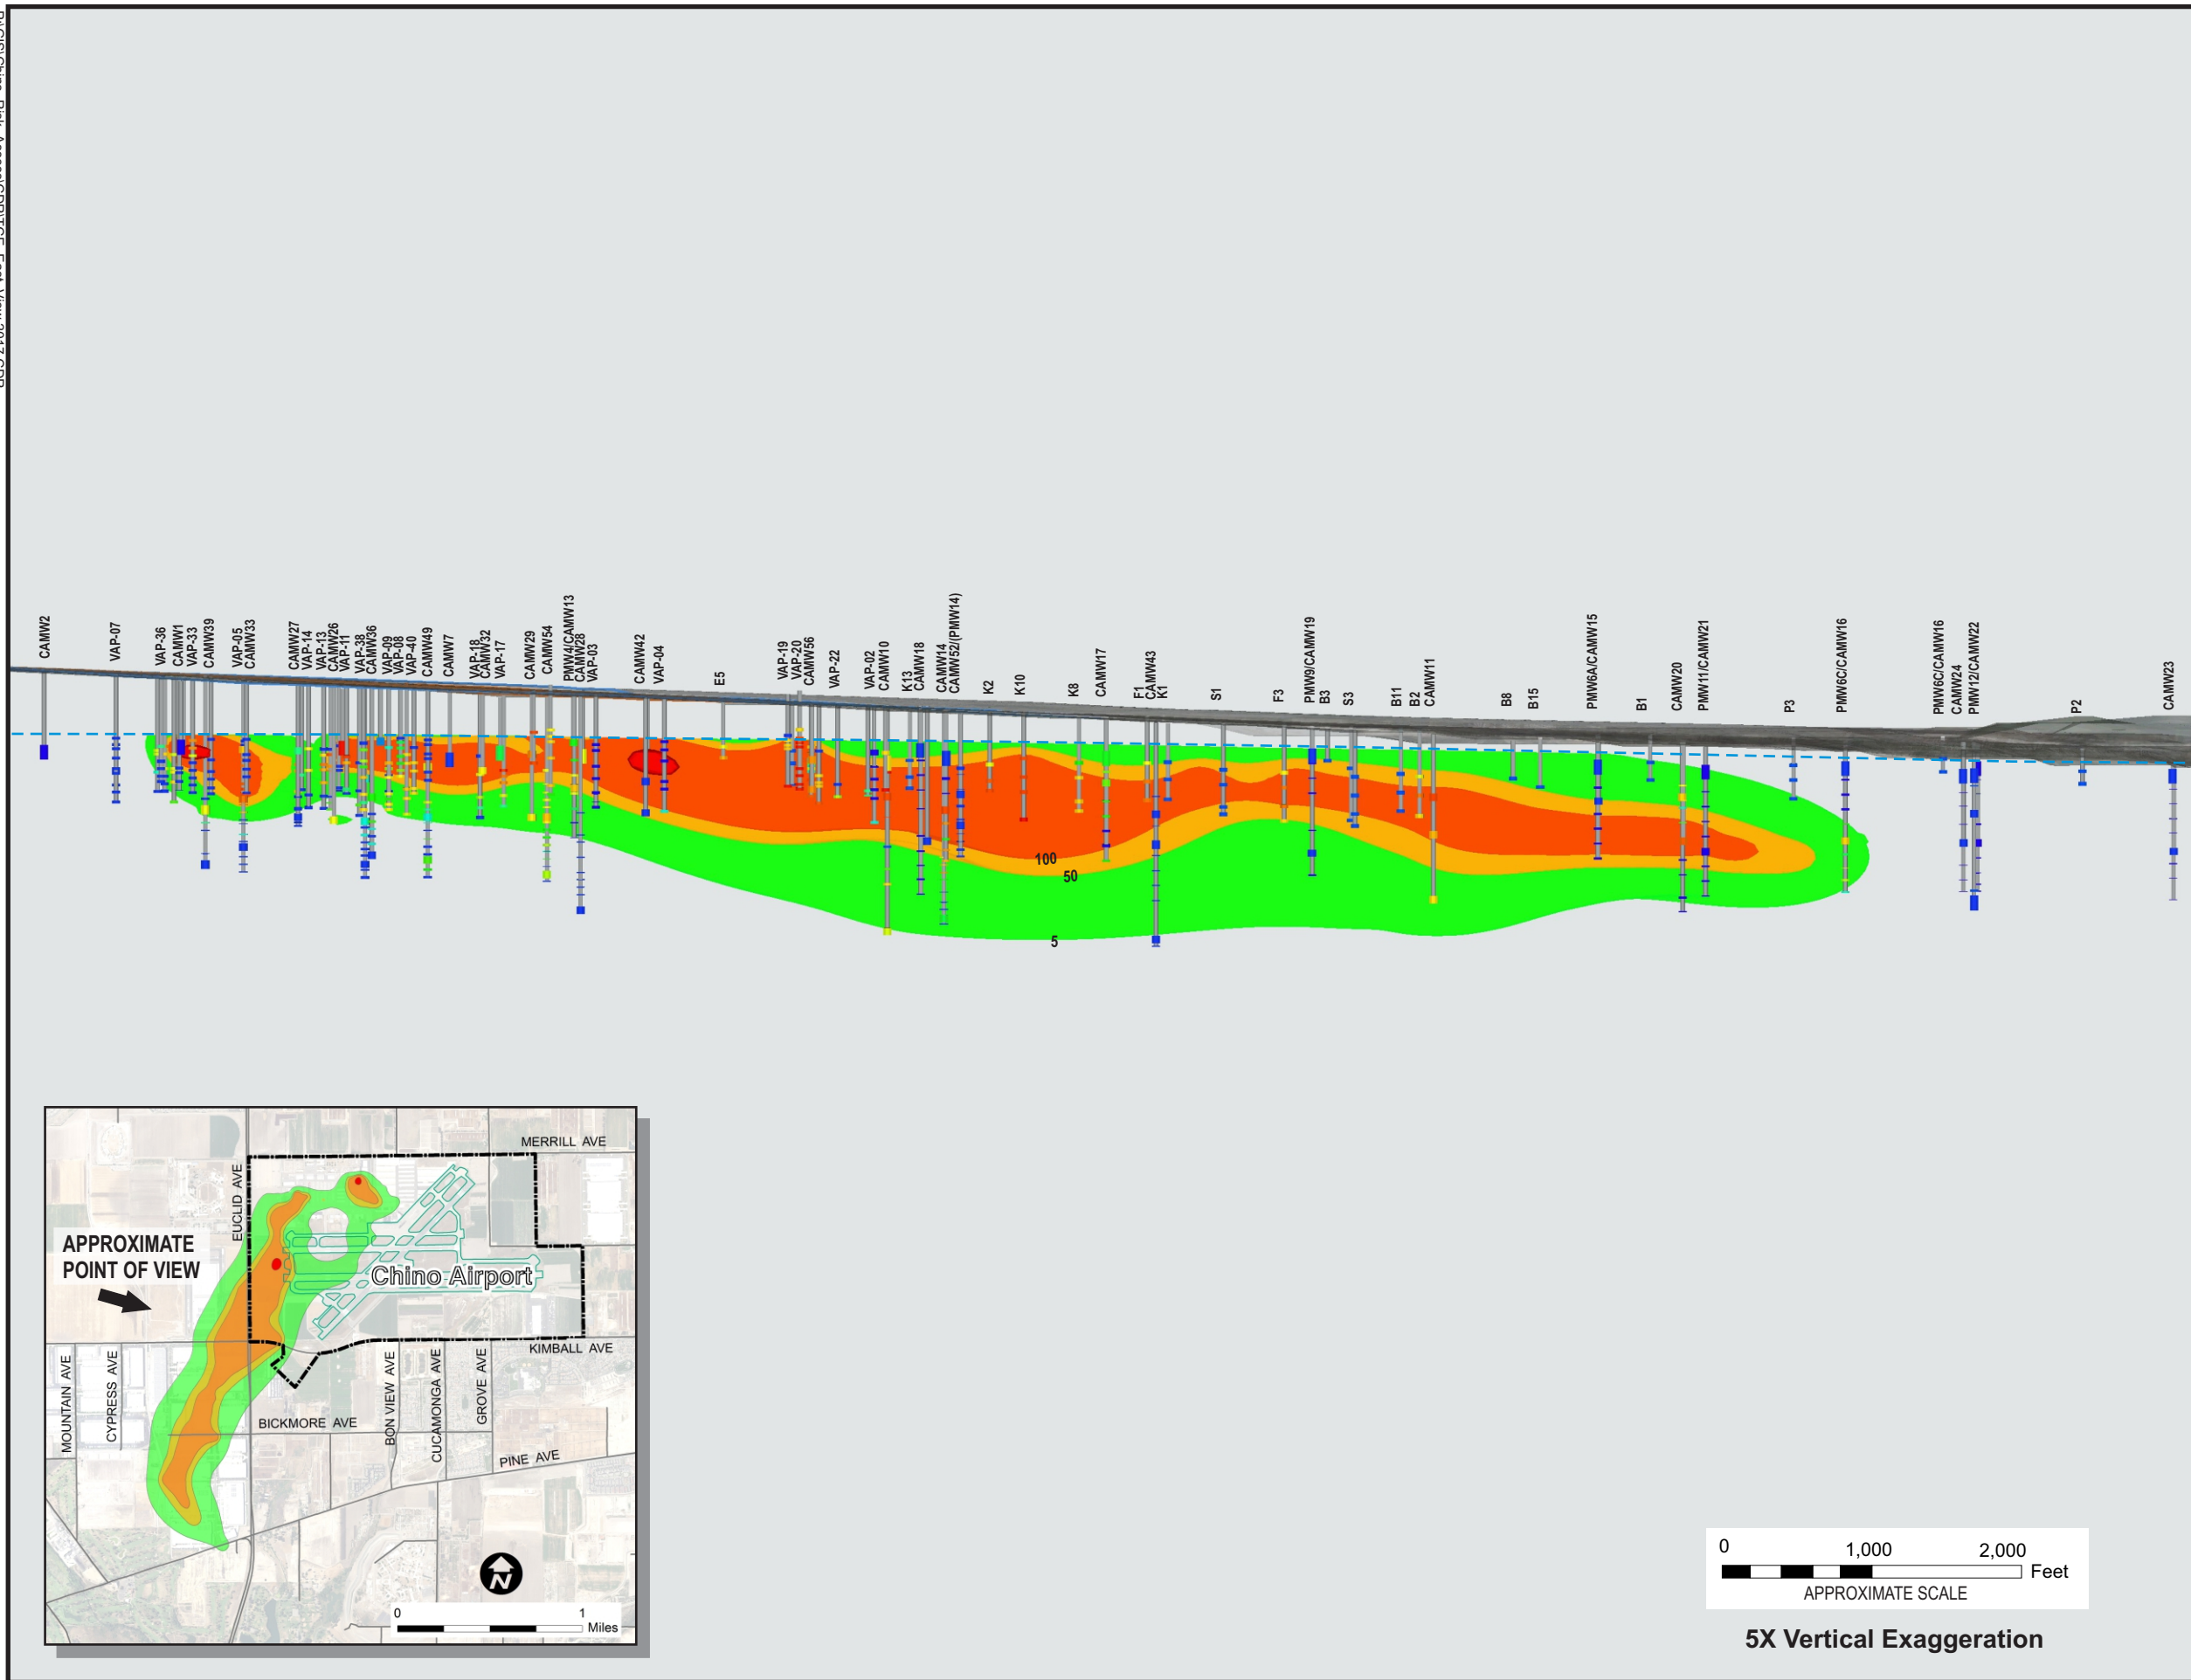 CAMW2
VAP-07
VAP-36
CAMW1
VAP-33
CAMW39
VAP-05
CAMW33
CAMW27
VAP-14
VAP-13
CAMW26
VAP-11
VAP-38
CAMW36
VAP-09
VAP-08
VAP-40
CAMW49
CAMW7
VAP-18
CAMW32
VAP-17
CAMW29
CAMW54
PMW4/CAMW13
CAMW28
VAP-03
CAMW42
VAP-04
E5
VAP-19
VAP-20
CAMW56
VAP-22
VAP-02
CAMW10
K13
CAMW18
CAMW14
CAMW52/(PMW14)
K2
K10
K8
CAMW17
F1
CAMW43
K1
S1
F3
PMW9/CAMW19
B3
S3
B11
B2
CAMW11
B8
B15
PMW6A/CAMW15
B1
CAMW20
PMW11/CAMW21
P3
PMW6C/CAMW16
PMW6C/CAMW16
CAMW24
PMW12/CAMW22
P2
CAMW23
100
50
5
MERRILL AVE
EUCLID AVE
APPROXIMATE
POINT OF VIEW
Chino Airport
KIMBALL AVE
MOUNTAIN AVE
CYPRESS AVE
BON VIEW AVE
CUCAMONGA AVE
GROVE AVE
BICKMORE AVE
PINE AVE
N
0 1
Miles
0 1,000 2,000
Feet
APPROXIMATE SCALE
5X Vertical Exaggeration